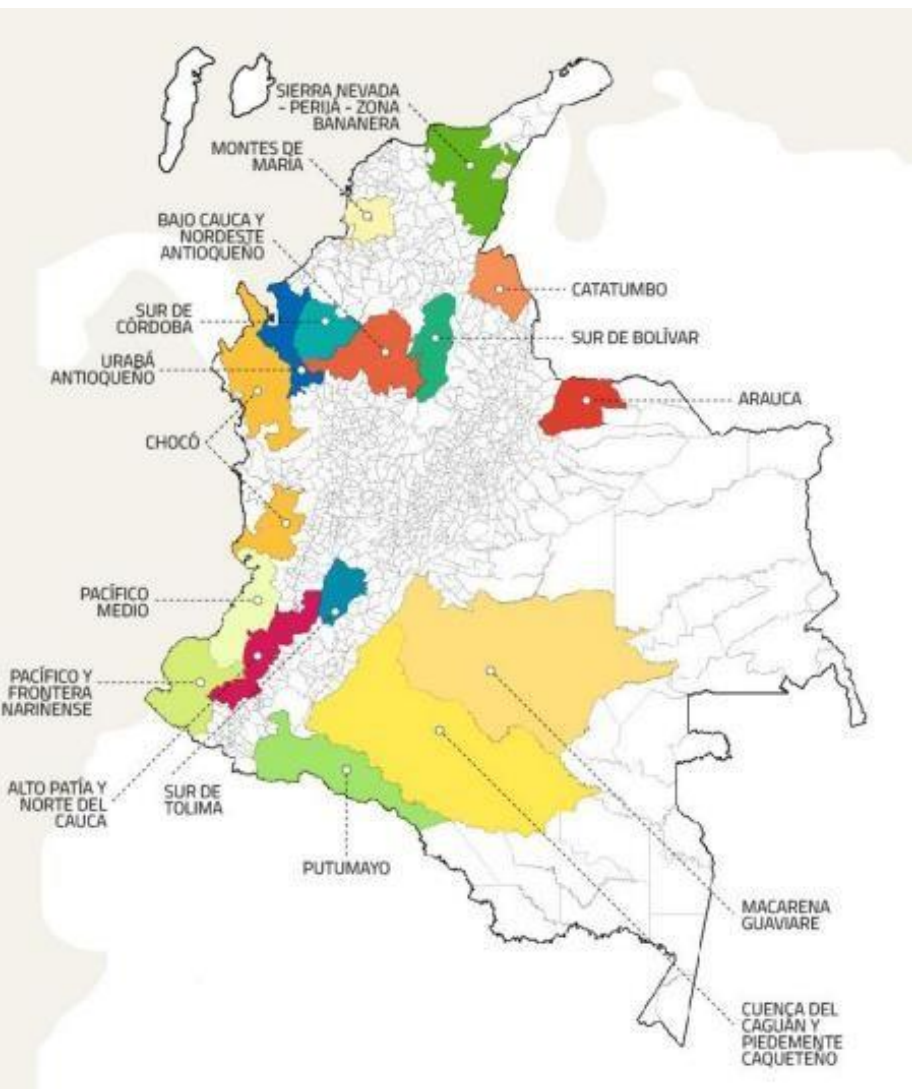 SIERRA NEVADA
- PERIJÁ - ZONA
BANANERA
MONTES DE
MARÍA
BAJO CAUCA Y
NORDESTE
ANTIOQUEÑO
CATATUMBO
SUR DE
CÓRDOBA
SUR DE BOLÍVAR
URABÁ
ANTIOQUEÑO
ARAUCA
CHOCÓ
PACÍFICO
MEDIO
PACÍFICO Y
FRONTERA
NARIÑENSE
ALTO PATÍA Y
NORTE DEL
CAUCA
SUR DE
TOLIMA
PUTUMAYO
MACARENA
GUAVIARE
CUENCA DEL
CAGUÁN Y
PIEDEMENTE
CAQUETEÑO